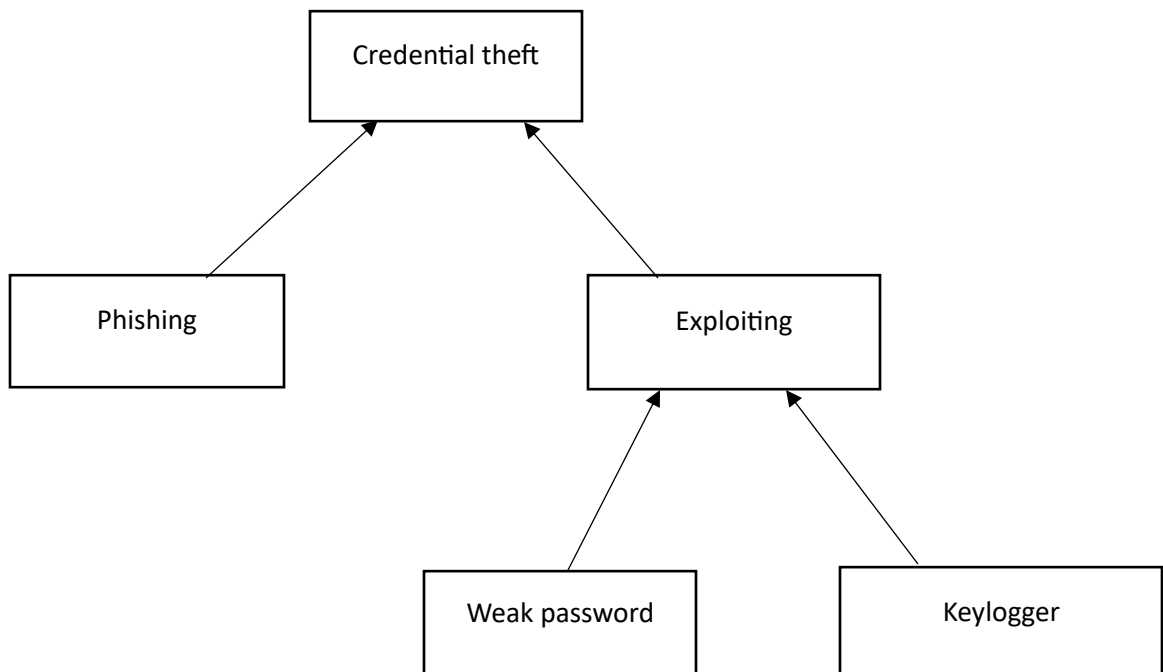 Credential theft
Phishing
Exploiting
Weak password
Keylogger